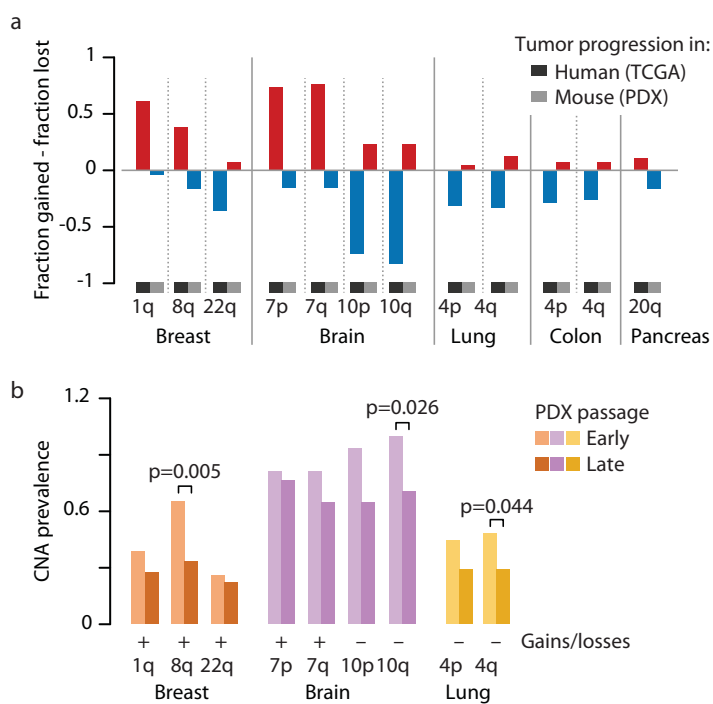 a
Fraction gained - fraction lost
1
0.5
0
-0.5
-1
Tumor progression in:
Human (TCGA)
Mouse (PDX)
1q 8q 22q 7p 7q 10p 10q 4p 4q 4p 4q 20q
Breast Brain Lung Colon Pancreas
b
CNA prevalence
1.2
0.6
0
p=0.005
p=0.026
p=0.044
PDX passage
Early
Late
+ + + + + – – – – Gains/losses
1q 8q 22q 7p 7q 10p 10q 4p 4q
Breast Brain Lung